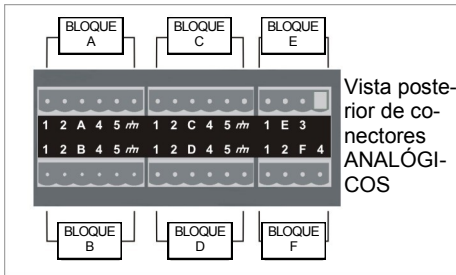 BLOQUE
A
BLOQUE
C
BLOQUE
E
1 2 A 4 5 1 2 C 4 5 1 E 3
1 2 B 4 5 1 2 D 4 5 1 2 F 4
BLOQUE
B
BLOQUE
D
BLOQUE
F
Vista poste-
rior de co-
nectores
ANALÓGI-
COS